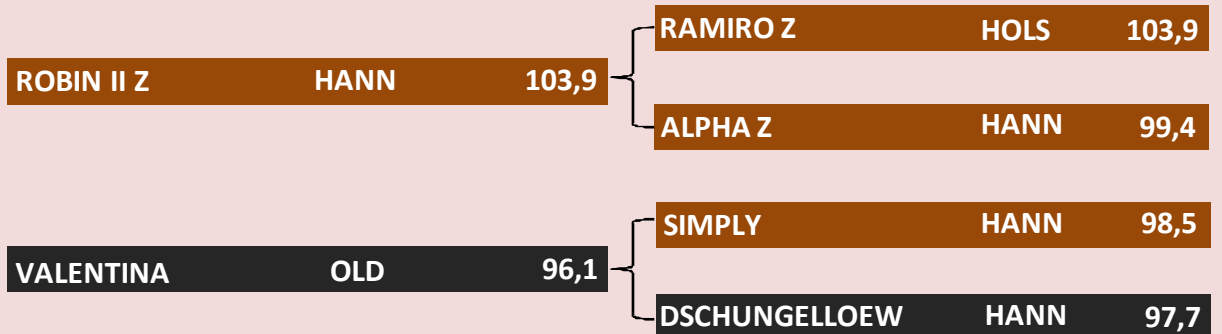 RAMIRO Z HOLS 103,9
ROBIN II Z HANN 103,9
ALPHA Z HANN 99,4
SIMPLY HANN 98,5
VALENTINA OLD 96,1
DSCHUNGELLOEW HANN 97,7